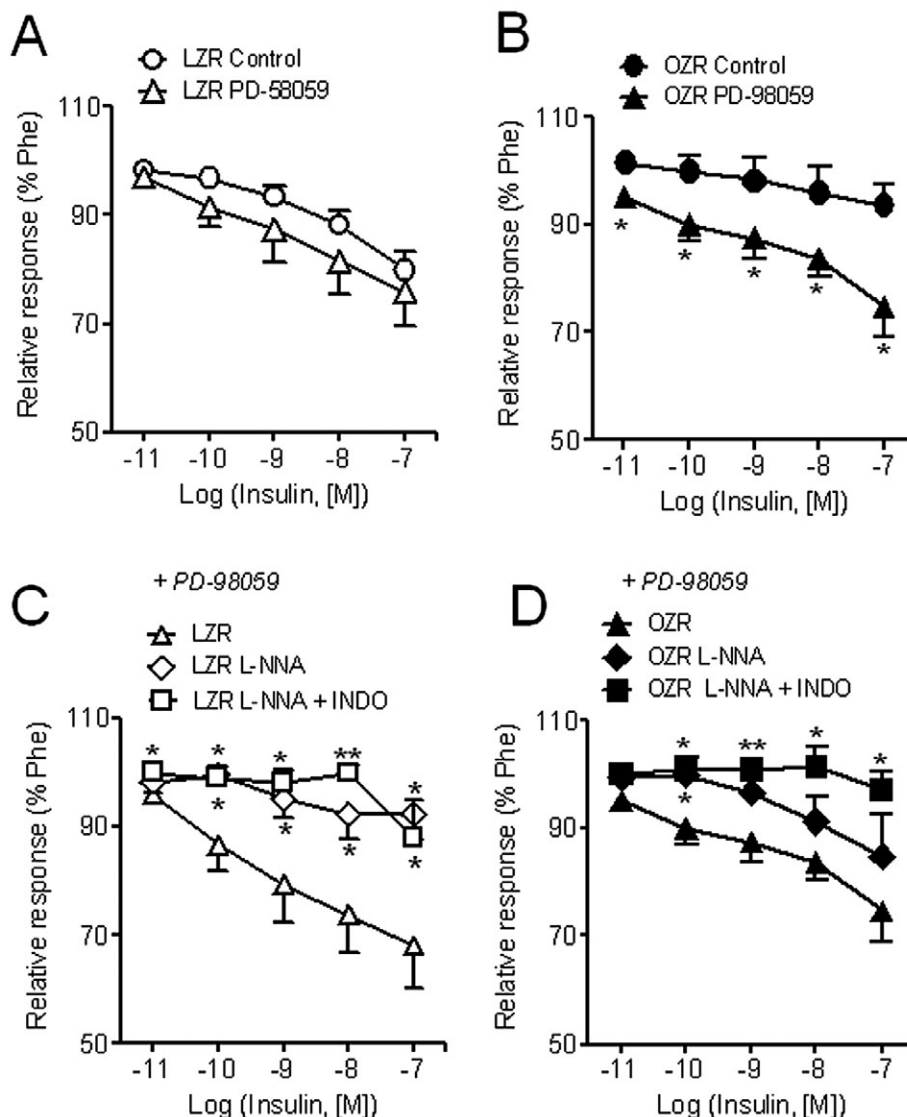 A
LZR Control
LZR PD-58059
Relative response (% Phe)
110
90
70
50
-11 -10 -9 -8 -7
Log (Insulin, [M])
B
OZR Control
OZR PD-98059
Relative response (% Phe)
110
90
70
50
* * * * *
-11 -10 -9 -8 -7
Log (Insulin, [M])
C
+ PD-98059
LZR
LZR L-NNA
LZR L-NNA + INDO
Relative response (% Phe)
110
90
70
50
* * * ** *
* * * *
-11 -10 -9 -8 -7
Log (Insulin, [M])
D
+ PD-98059
OZR
OZR L-NNA
OZR L-NNA + INDO
Relative response (% Phe)
110
90
70
50
* ** * *
*
-11 -10 -9 -8 -7
Log (Insulin, [M])